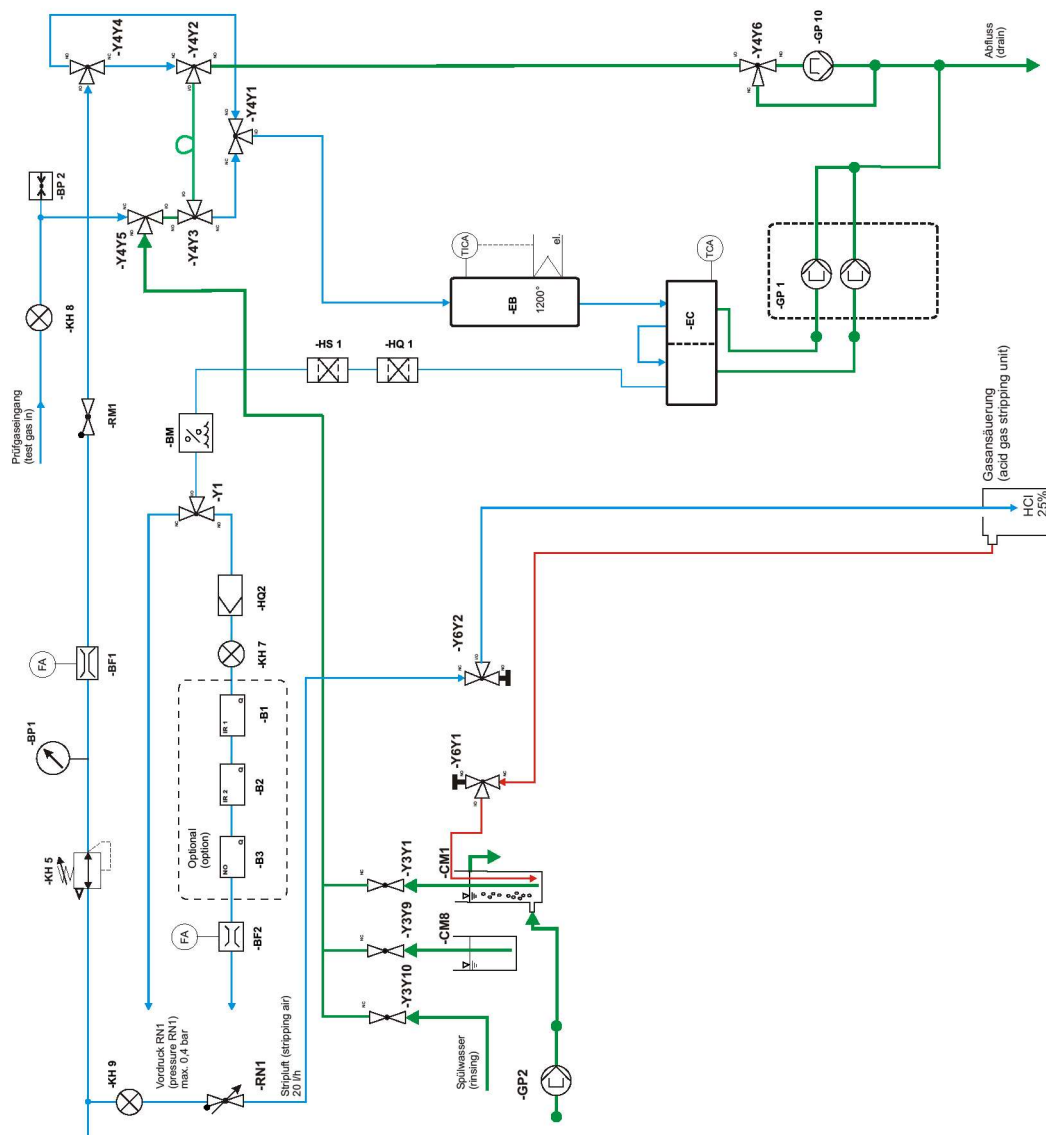 -Y4Y4
-Y4Y2
-Y4Y1
-BP 2
-Y4Y5
-Y4Y3
-KH 8
Prüfgaseingang
(test gas in)
-RM1
-Y4Y6
-GP 10
Abfluss
(drain)
TICA
el.
-EB
1200°
TCA
-EC
-GP 1
-HS 1
-HQ 1
-BM
-Y1
NC
I/O
NO
-HQ2
-KH 7
FA
-BF1
-BP1
-KH 5
Optional
(option)
IR 1
Q
-B1
IR 2
Q
-B2
NO
Q
-B3
FA
-BF2
Gasansäuerung
(acid gas stripping unit)
HCl
25%
-Y6Y2
-Y6Y1
-Y3Y1
-CM1
-Y3Y9
-CM8
-Y3Y10
Spülwasser
(rinsing)
-GP2
Vordruck RN1
(pressure RN1)
max. 0,4 bar
-KH 9
-RN1
Stripluft (stripping air)
20 l/h